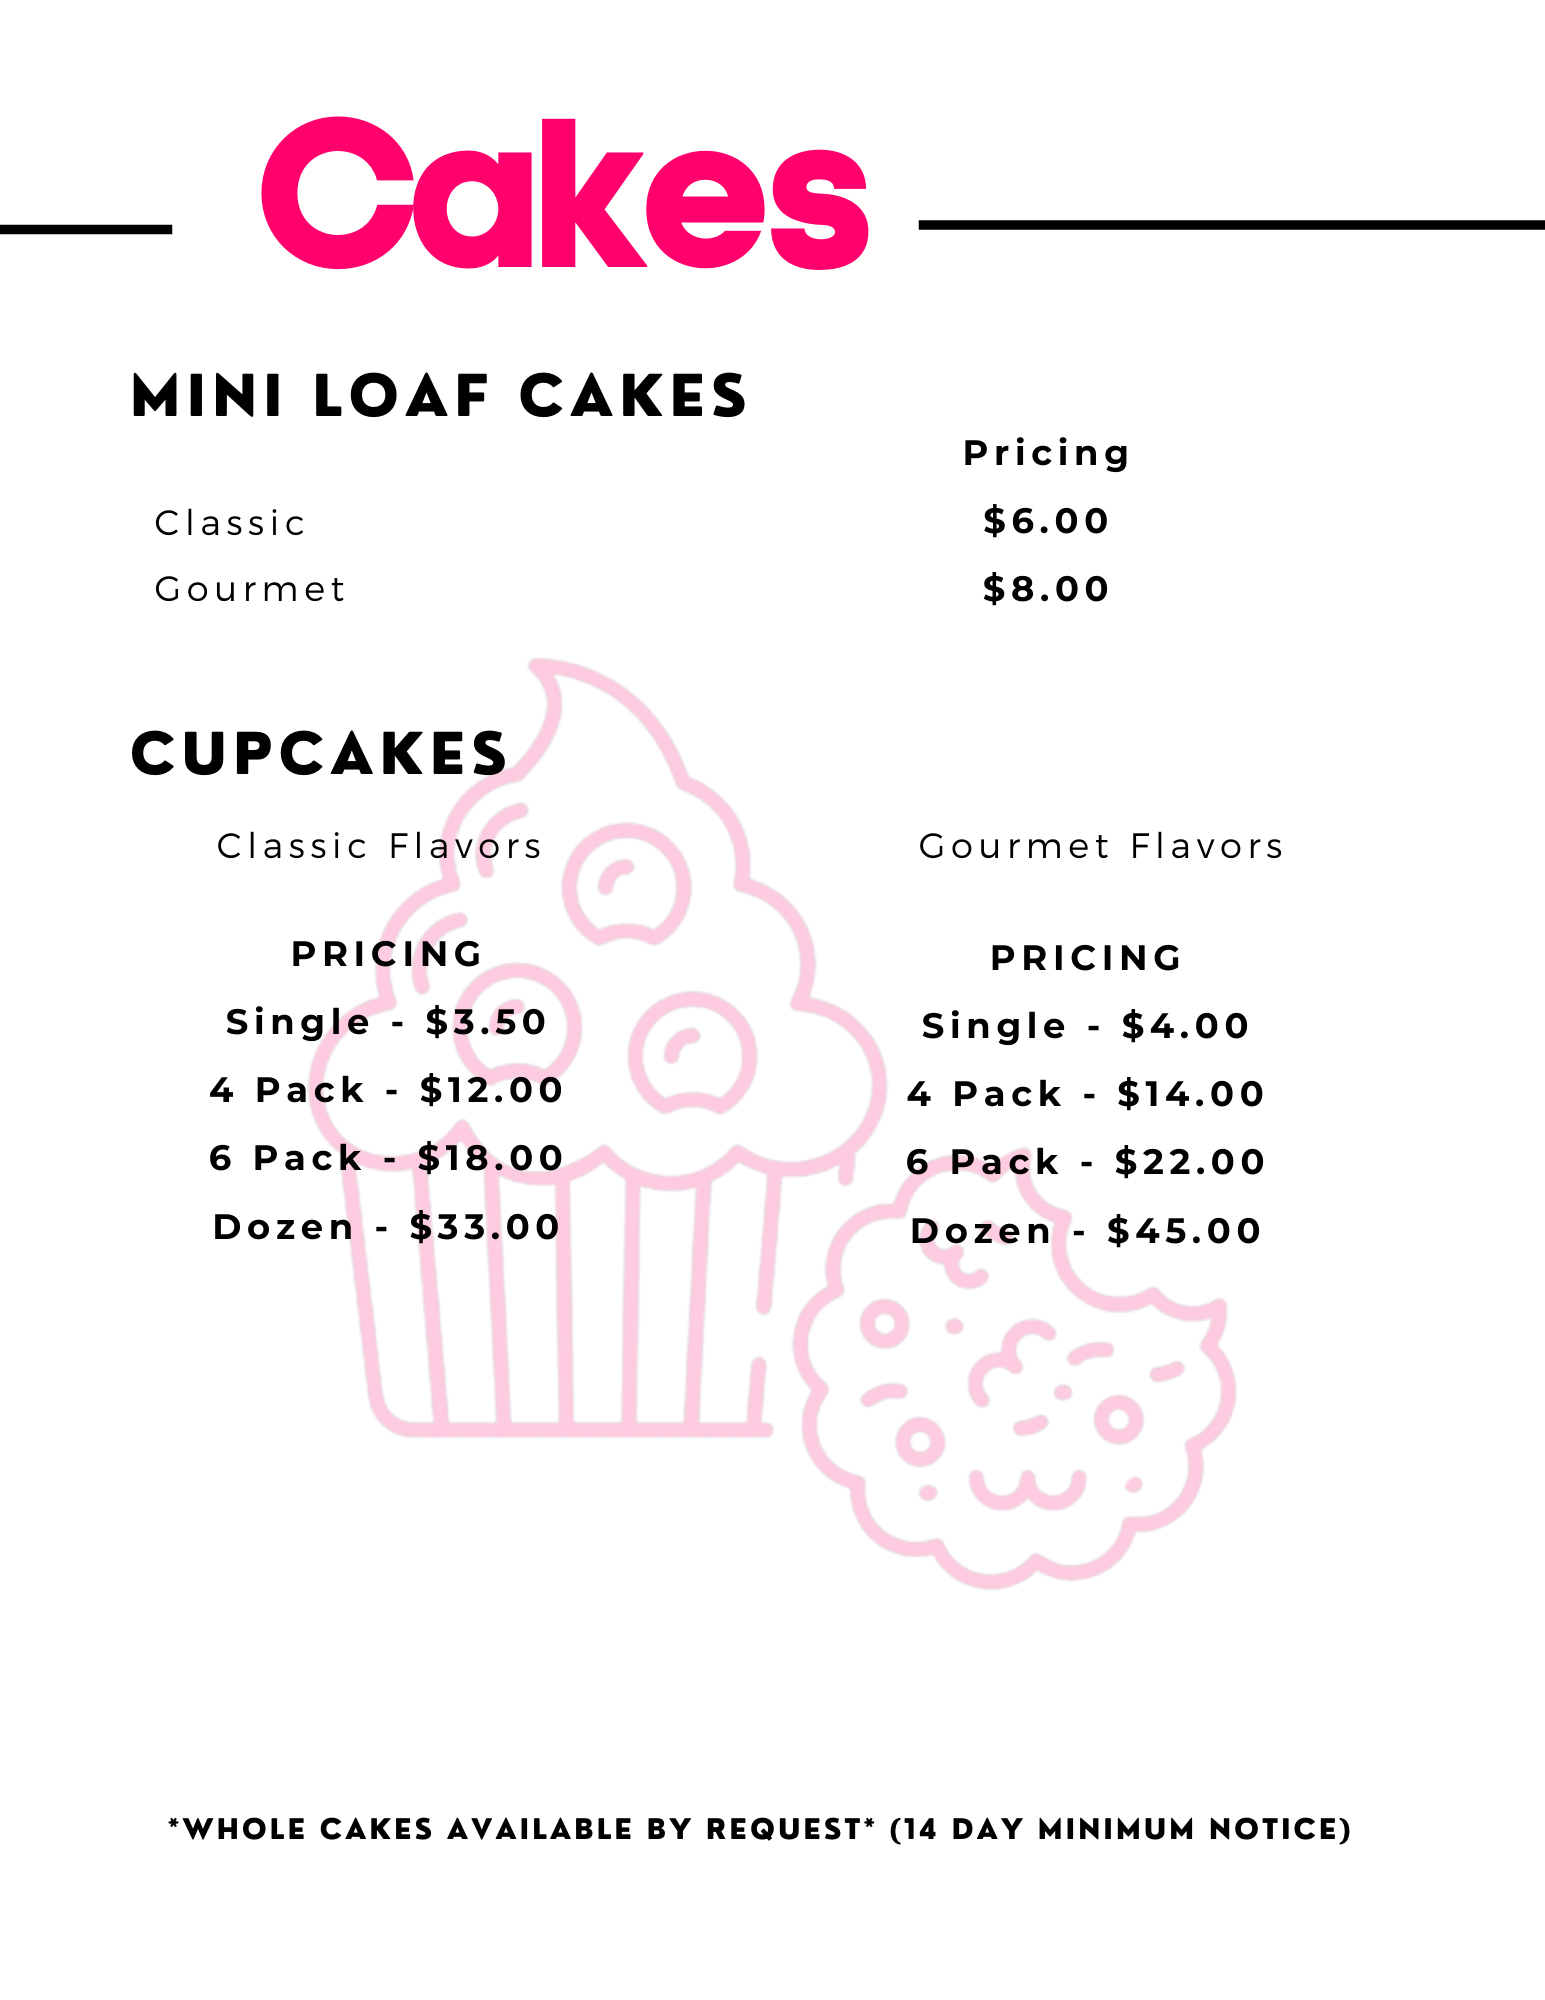 Cakes
MINI LOAF CAKES
Pricing
Classic $6.00
Gourmet $8.00
CUPCAKES
Classic Flavors
PRICING
Single - $3.50
4 Pack - $12.00
6 Pack - $18.00
Dozen - $33.00
Gourmet Flavors
PRICING
Single - $4.00
4 Pack - $14.00
6 Pack - $22.00
Dozen - $45.00
*WHOLE CAKES AVAILABLE BY REQUEST* (14 DAY MINIMUM NOTICE)